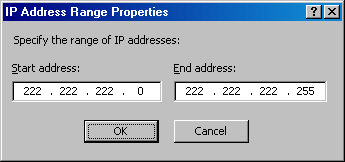 IP Address Range Properties
Specify the range of IP addresses:
Start address: End address:
222 . 222 . 222 . 0 222 . 222 . 222 . 255
OK Cancel